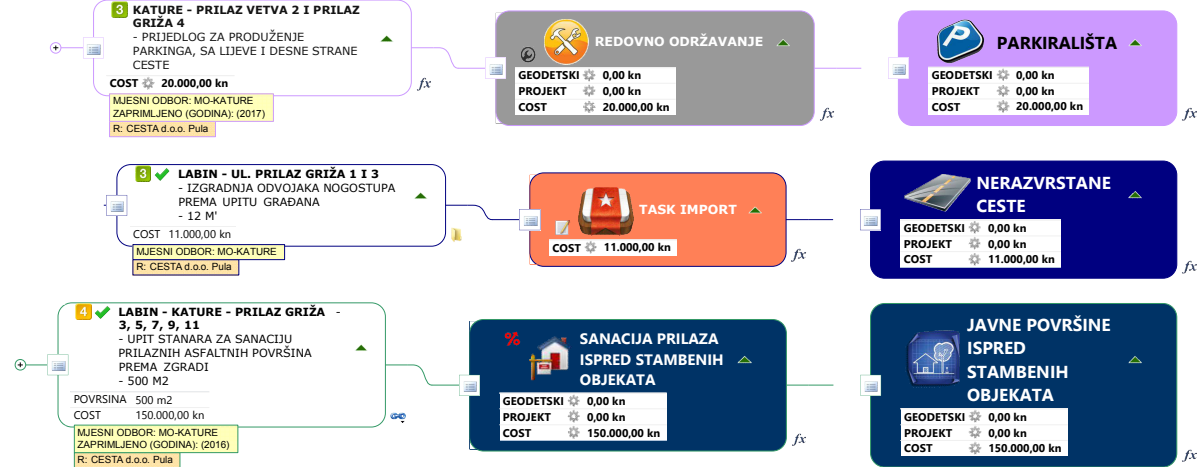 3 KATURE - PRILAZ VETVA 2 I PRILAZ
GRIŽA 4
- PRIJEDLOG ZA PRODUŽENJE
PARKINGA, SA LIJEVE I DESNE STRANE
CESTE
COST 20.000,00 kn
fx
MJESNI ODBOR: MO-KATURE
ZAPRIMLJENO (GODINA): (2017)
R: CESTA d.o.o. Pula
REDOVNO ODRŽAVANJE
GEODETSKI 0,00 kn
PROJEKT 0,00 kn
COST 20.000,00 kn
fx
P
PARKIRALIŠTA
GEODETSKI 0,00 kn
PROJEKT 0,00 kn
COST 20.000,00 kn
fx
3 LABIN - UL. PRILAZ GRIŽA 1 I 3
- IZGRADNJA ODVOJAKA NOGOSTUPA
PREMA UPITU GRAĐANA
- 12 M'
COST 11.000,00 kn
MJESNI ODBOR: MO-KATURE
R: CESTA d.o.o. Pula
TASK IMPORT
COST 11.000,00 kn
fx
NERAZVRSTANE
CESTE
GEODETSKI 0,00 kn
PROJEKT 0,00 kn
COST 11.000,00 kn
fx
4 LABIN - KATURE - PRILAZ GRIŽA -
3, 5, 7, 9, 11
- UPIT STANARA ZA SANACIJU
PRILAZNIH ASFALTNIH POVRŠINA
PREMA ZGRADI
- 500 M2
POVRSINA 500 m2
COST 150.000,00 kn
MJESNI ODBOR: MO-KATURE
ZAPRIMLJENO (GODINA): (2016)
R: CESTA d.o.o. Pula
%
SANACIJA PRILAZA
ISPRED STAMBENIH
OBJEKATA
GEODETSKI 0,00 kn
PROJEKT 0,00 kn
COST 150.000,00 kn
fx
JAVNE POVRŠINE
ISPRED
STAMBENIH
OBJEKATA
GEODETSKI 0,00 kn
PROJEKT 0,00 kn
COST 150.000,00 kn
fx